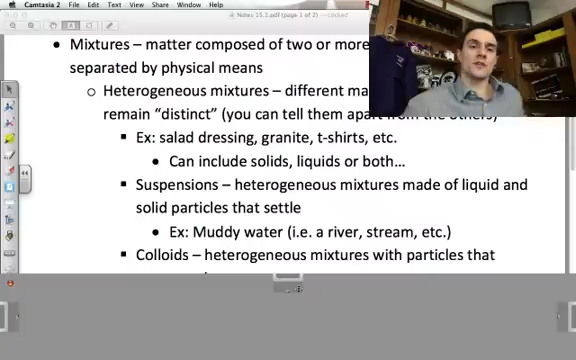 Camtasia 2 File Edit View Window Help
Notes 15.1.pdf (page 1 of 2) — Locked
• Mixtures – matter composed of two or more
separated by physical means
o Heterogeneous mixtures – different ma
remain “distinct” (you can tell them apart from the others)
▪ Ex: salad dressing, granite, t-shirts, etc.
• Can include solids, liquids or both…
▪ Suspensions – heterogeneous mixtures made of liquid and
solid particles that settle
• Ex: Muddy water (i.e. a river, stream, etc.)
▪ Colloids – heterogeneous mixtures with particles that